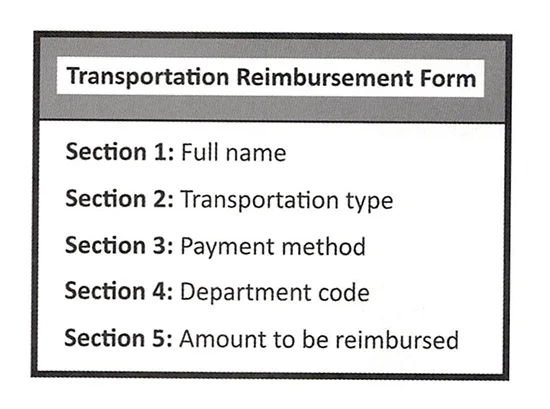 Transportation Reimbursement Form
Section 1: Full name
Section 2: Transportation type
Section 3: Payment method
Section 4: Department code
Section 5: Amount to be reimbursed